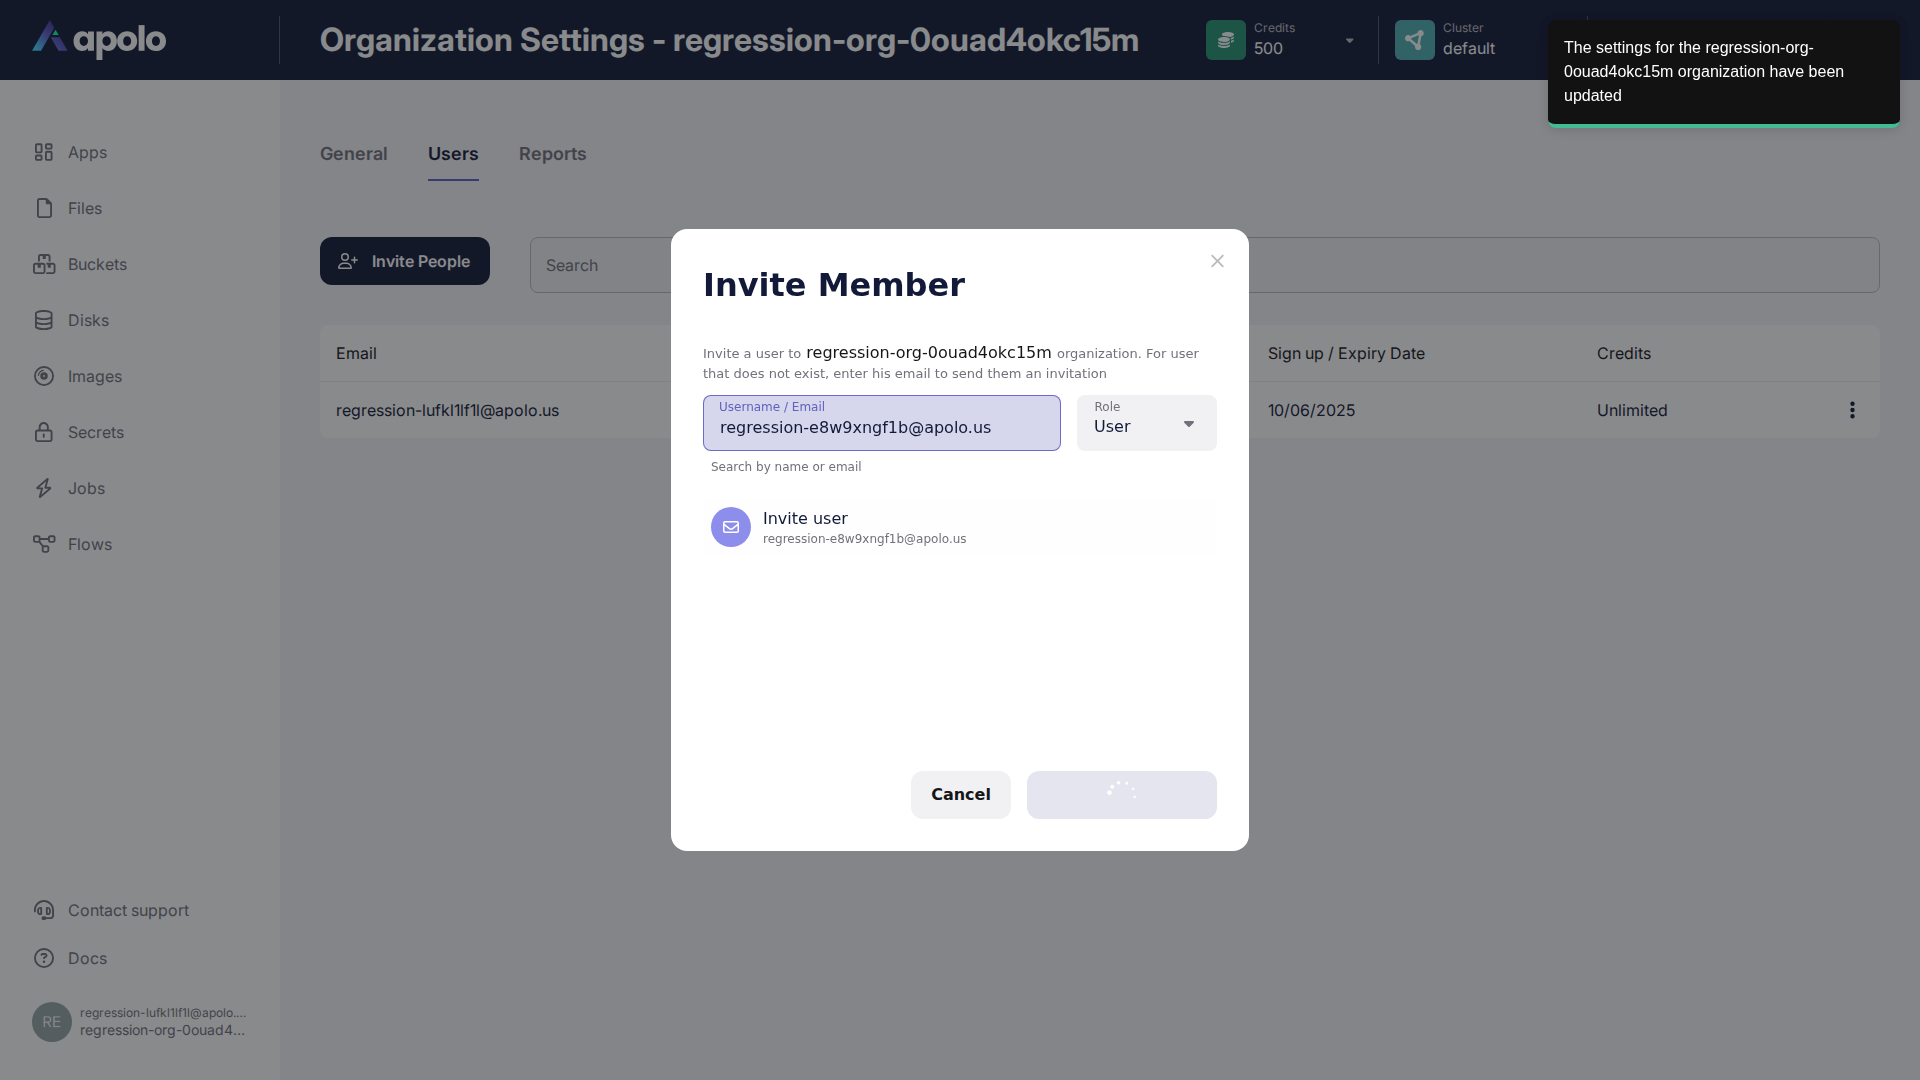 apolo
Organization Settings - regression-org-0ouad4okc15m
Credits
500
Cluster
default
The settings for the regression-org-
0ouad4okc15m organization have been
updated
Apps
Files
Buckets
Disks
Images
Secrets
Jobs
Flows
Contact support
Docs
RE
regression-lufkl1lf1l@apolo....
regression-org-0ouad4...
General
Users
Reports
Invite People
Search
Email
Sign up / Expiry Date
Credits
regression-lufkl1lf1l@apolo.us
10/06/2025
Unlimited
Invite Member
Invite a user to regression-org-0ouad4okc15m organization. For user
that does not exist, enter his email to send them an invitation
Username / Email
regression-e8w9xngf1b@apolo.us
Role
User
Search by name or email
Invite user
regression-e8w9xngf1b@apolo.us
Cancel